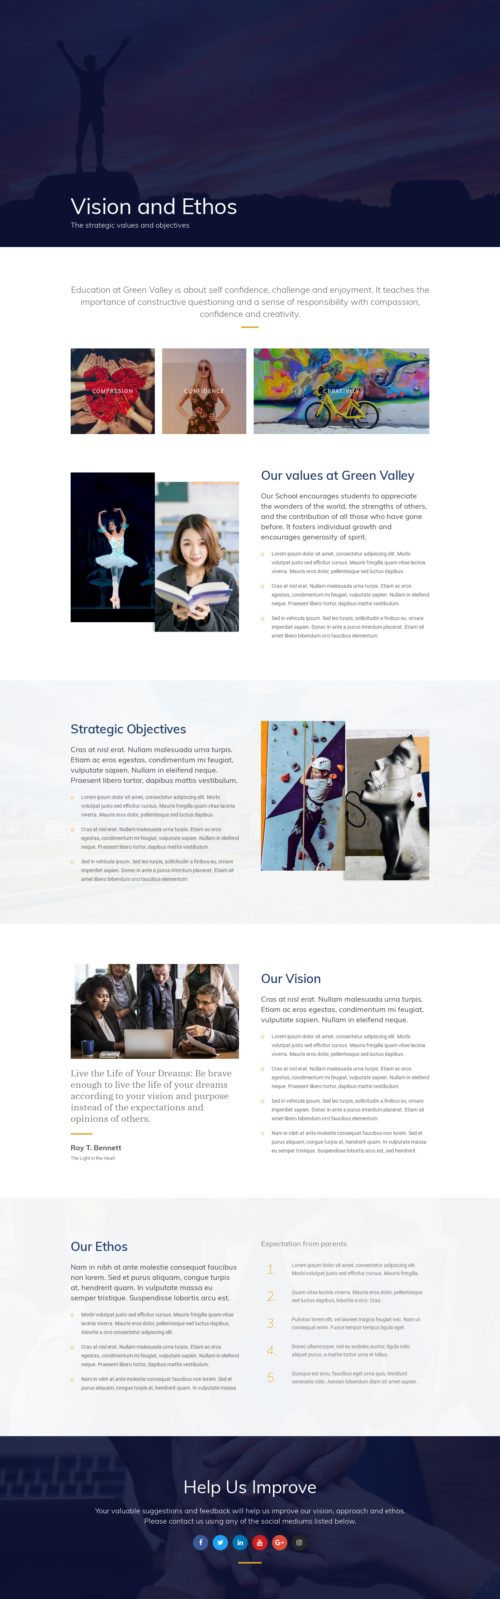 Vision and Ethos
The strategic values and objectives
Education at Green Valley is about self confidence, challenge and enjoyment. It teaches the
importance of constructive questioning and a sense of responsibility with compassion,
confidence and creativity.
COMPASSION
CONFIDENCE
CREATIVITY
Our values at Green Valley
Our School encourages students to appreciate
the wonders of the world, the strengths of others,
and the contribution of all those who have gone
before. It fosters individual growth and
encourages generosity of spirit.
Lorem ipsum dolor sit amet, consectetur adipiscing elit. Morbi
volutpat justo sed efficitur cursus. Mauris fringilla quam vitae lacinia
viverra. Mauris eros dolor, pellentesque sed luctus dapibus.
Cras at nisl erat. Nullam malesuada urna turpis. Etiam ac eros
egestas, condimentum mi feugiat, vulputate sapien. Nullam in eleifend
neque. Praesent libero tortor, dapibus mattis vestibulum.
Sed in vehicula ipsum. Sed leo turpis, sollicitudin a finibus eu, ornare
imperdiet sapien. Donec in ante a purus interdum placerat. Etiam sit
amet libero bibendum orci faucibus elementum.
Strategic Objectives
Cras at nisl erat. Nullam malesuada urna turpis.
Etiam ac eros egestas, condimentum mi feugiat,
vulputate sapien. Nullam in eleifend neque.
Praesent libero tortor, dapibus mattis vestibulum.
Lorem ipsum dolor sit amet, consectetur adipiscing elit. Morbi
volutpat justo sed efficitur cursus. Mauris fringilla quam vitae lacinia
viverra. Mauris eros dolor, pellentesque sed luctus dapibus.
Cras at nisl erat. Nullam malesuada urna turpis. Etiam ac eros
egestas, condimentum mi feugiat, vulputate sapien. Nullam in eleifend
neque. Praesent libero tortor, dapibus mattis vestibulum.
Sed in vehicula ipsum. Sed leo turpis, sollicitudin a finibus eu, ornare
imperdiet sapien. Donec in ante a purus interdum placerat. Etiam sit
amet libero bibendum orci faucibus elementum.
Live the Life of Your Dreams: Be brave
enough to live the life of your dreams
according to your vision and purpose
instead of the expectations and
opinions of others.
Roy T. Bennett
The Light in the Heart
Our Vision
Cras at nisl erat. Nullam malesuada urna turpis.
Etiam ac eros egestas, condimentum mi feugiat,
vulputate sapien. Nullam in eleifend neque.
Lorem ipsum dolor sit amet, consectetur adipiscing elit. Morbi
volutpat justo sed efficitur cursus. Mauris fringilla quam vitae lacinia
viverra. Mauris eros dolor, pellentesque sed luctus dapibus.
Cras at nisl erat. Nullam malesuada urna turpis. Etiam ac eros
egestas, condimentum mi feugiat, vulputate sapien. Nullam in eleifend
neque. Praesent libero tortor, dapibus mattis vestibulum.
Sed in vehicula ipsum. Sed leo turpis, sollicitudin a finibus eu, ornare
imperdiet sapien. Donec in ante a purus interdum placerat. Etiam sit
amet libero bibendum orci faucibus elementum.
Nam in nibh at ante molestie consequat faucibus non lorem. Sed et
purus aliquam, congue turpis at, hendrerit quam. In vulputate massa
eu semper tristique. Suspendisse lobortis arcu est, sed hendrerit.
Our Ethos
Nam in nibh at ante molestie consequat faucibus
non lorem. Sed et purus aliquam, congue turpis
at, hendrerit quam. In vulputate massa eu
semper tristique. Suspendisse lobortis arcu est.
Morbi volutpat justo sed efficitur cursus. Mauris fringilla quam vitae
lacinia viverra. Mauris eros dolor, pellentesque sed luctus dapibus,
lobortis a orci consectetur adipiscing elit
Cras at nisl erat. Nullam malesuada urna turpis. Etiam ac eros
egestas, condimentum mi feugiat, vulputate sapien. Nullam in eleifend
neque. Praesent libero tortor, dapibus mattis vestibulum.
Nam in nibh at ante molestie consequat faucibus non lorem. Sed et
purus aliquam, congue turpis at, hendrerit quam. In vulputate massa.
Expectation from parents
1. Lorem ipsum dolor sit amet, consectetur adipiscing elit.
Morbi volutpat justo sed efficitur cursus. Mauris fringilla.
2. Quam vitae lacinia viverra. Mauris eros dolor, pellentesque
sed luctus dapibus, lobortis a orci. Cras.
3. Pulvinar lorem elit, vel laoreet magna feugiat nec. Nam ut
consequat enim. Fusce tempor tempus ligula eget.
4. Donec ullamcorper, nisl eu sodales auctor, ligula odio
aliquet purus, a mattis tortor urna et tellus.
5. Quisque est arcu, faucibus eget urna quis, tincidunt
venenatis odio. Aenean bibendum diam sit amet sapien.
Help Us Improve
Your valuable suggestions and feedback will help us improve our vision, approach and ethos.
Please contact us using any of the social mediums listed below.